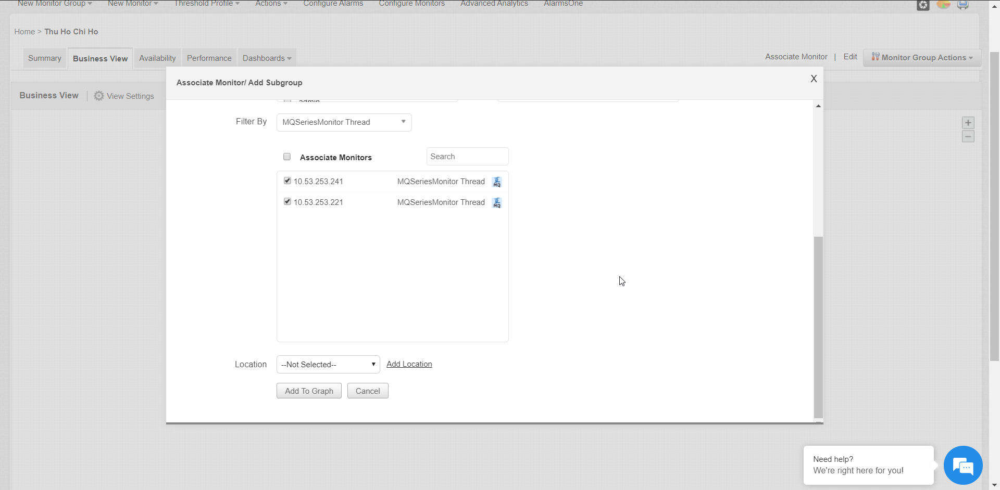 New Monitor Group New Monitor Threshold Profile Actions Configure Alarms Configure Monitors Advanced Analytics AlarmsOne
Home > Thu Ho Chi Ho
Summary Business View Availability Performance Dashboards Associate Monitor | Edit Monitor Group Actions
Associate Monitor/ Add Subgroup X
Business View View Settings
admin
Filter By MQSeriesMonitor Thread
Associate Monitors Search
10.53.253.241 MQSeriesMonitor Thread MQ
10.53.253.221 MQSeriesMonitor Thread MQ
Location --Not Selected-- Add Location
Add To Graph Cancel
Need help?
We're right here for you!